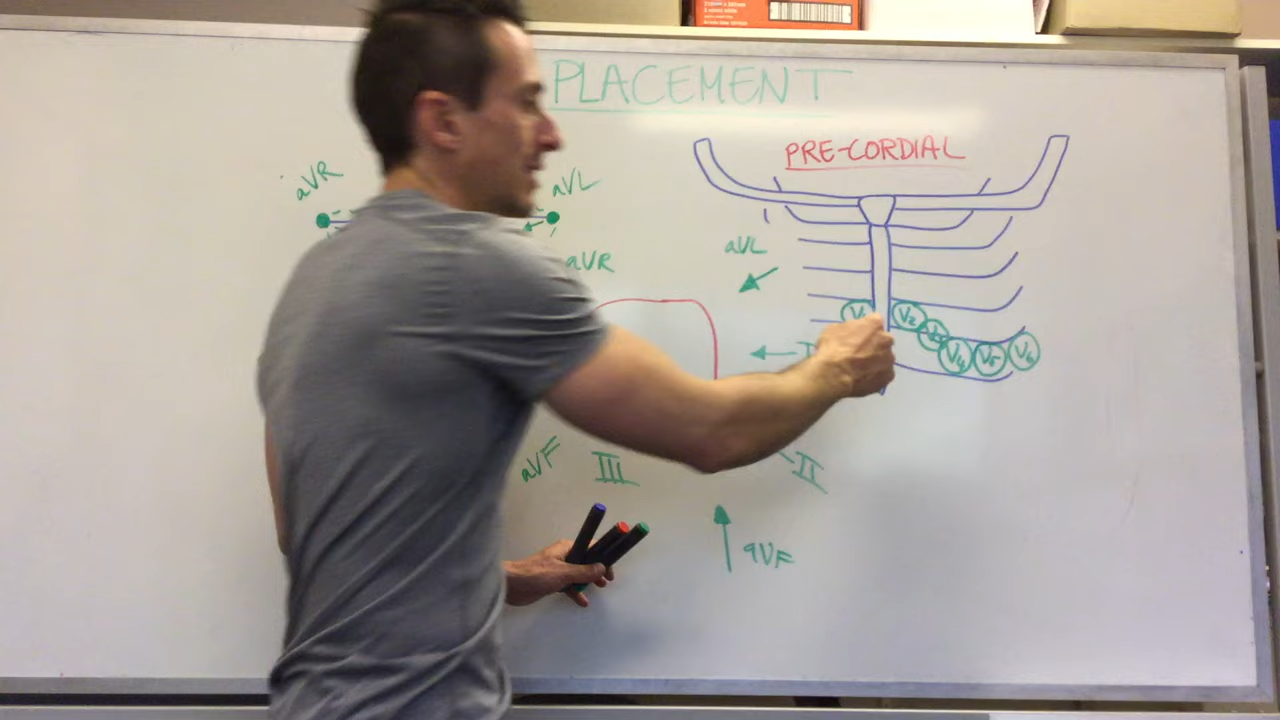 PLACEMENT
PRE-CORDIAL
aVR
aVL
aVR
aVL
V2
V4
V5
V6
aVF
III
II
aVF